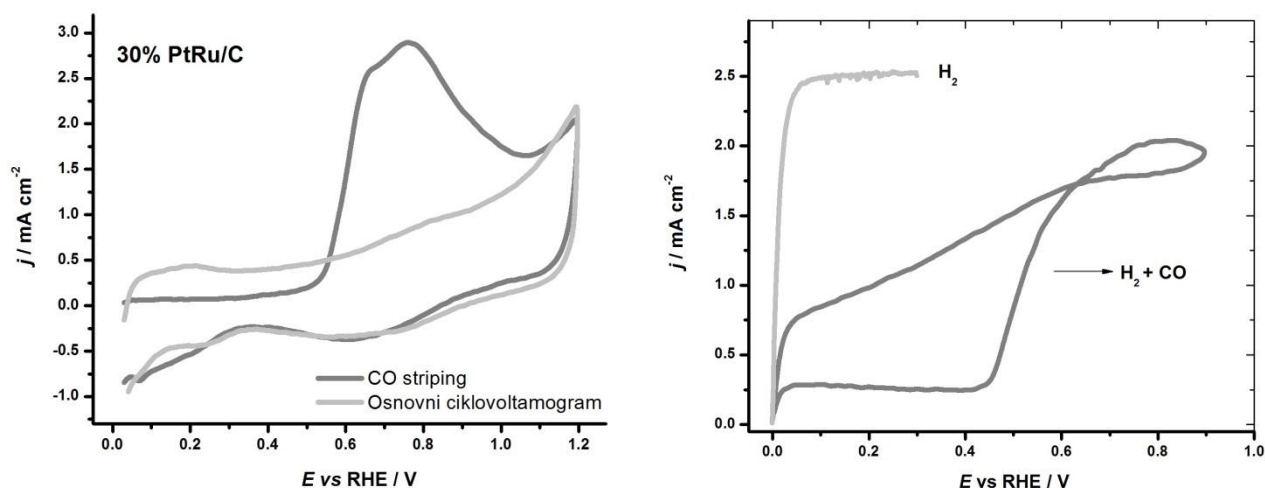 30% PtRu/C
j / mA cm-2
3.0
2.5
2.0
1.5
1.0
0.5
0.0
-0.5
-1.0
CO striping
Osnovni ciklovoltamogram
0.0 0.2 0.4 0.6 0.8 1.0 1.2
E vs RHE / V
j / mA cm-2
2.5
2.0
1.5
1.0
0.5
0.0
H2
H2 + CO
0.0 0.2 0.4 0.6 0.8 1.0
E vs RHE / V